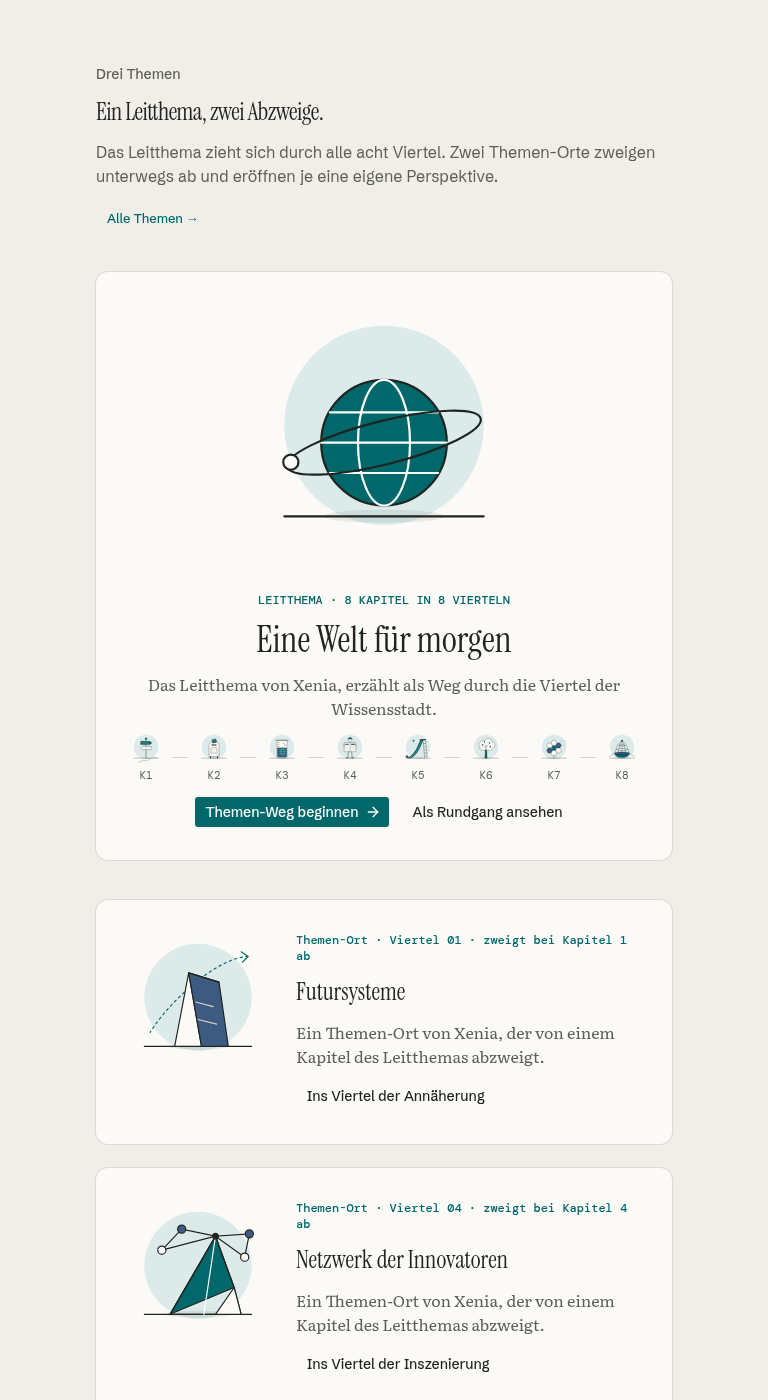 Drei Themen
Ein Leitthema, zwei Abzweige.
Das Leitthema zieht sich durch alle acht Viertel. Zwei Themen-Orte zweigen
unterwegs ab und eröffnen je eine eigene Perspektive.
Alle Themen →
LEITTHEMA · 8 KAPITEL IN 8 VIERTELN
Eine Welt für morgen
Das Leitthema von Xenia, erzählt als Weg durch die Viertel der
Wissensstadt.
K1 K2 K3 K4 K5 K6 K7 K8
Themen-Weg beginnen → Als Rundgang ansehen
Themen-Ort · Viertel 01 · zweigt bei Kapitel 1
ab
Futursysteme
Ein Themen-Ort von Xenia, der von einem
Kapitel des Leitthemas abzweigt.
Ins Viertel der Annäherung
Themen-Ort · Viertel 04 · zweigt bei Kapitel 4
ab
Netzwerk der Innovatoren
Ein Themen-Ort von Xenia, der von einem
Kapitel des Leitthemas abzweigt.
Ins Viertel der Inszenierung